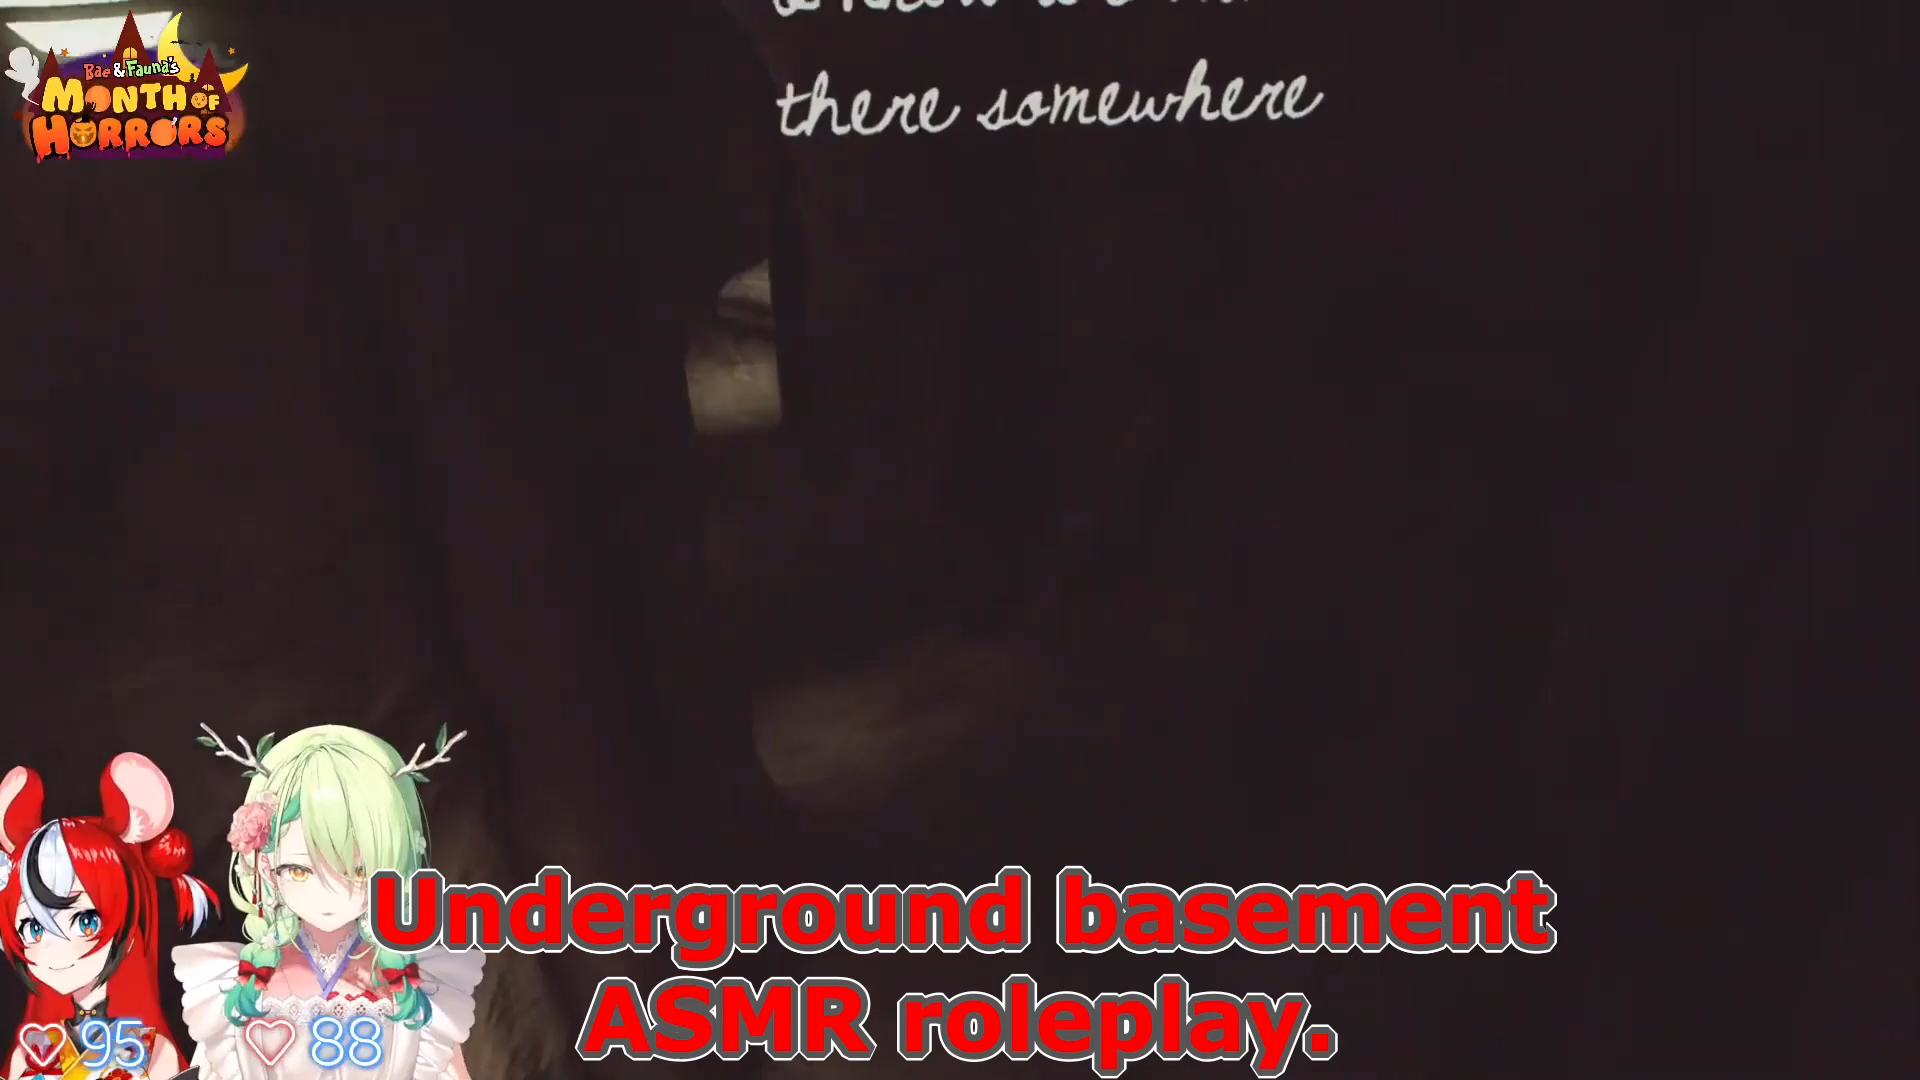 Bae & Fauna's
MONTH OF
HORRORS
there somewhere
Underground basement
ASMR roleplay.
95
88